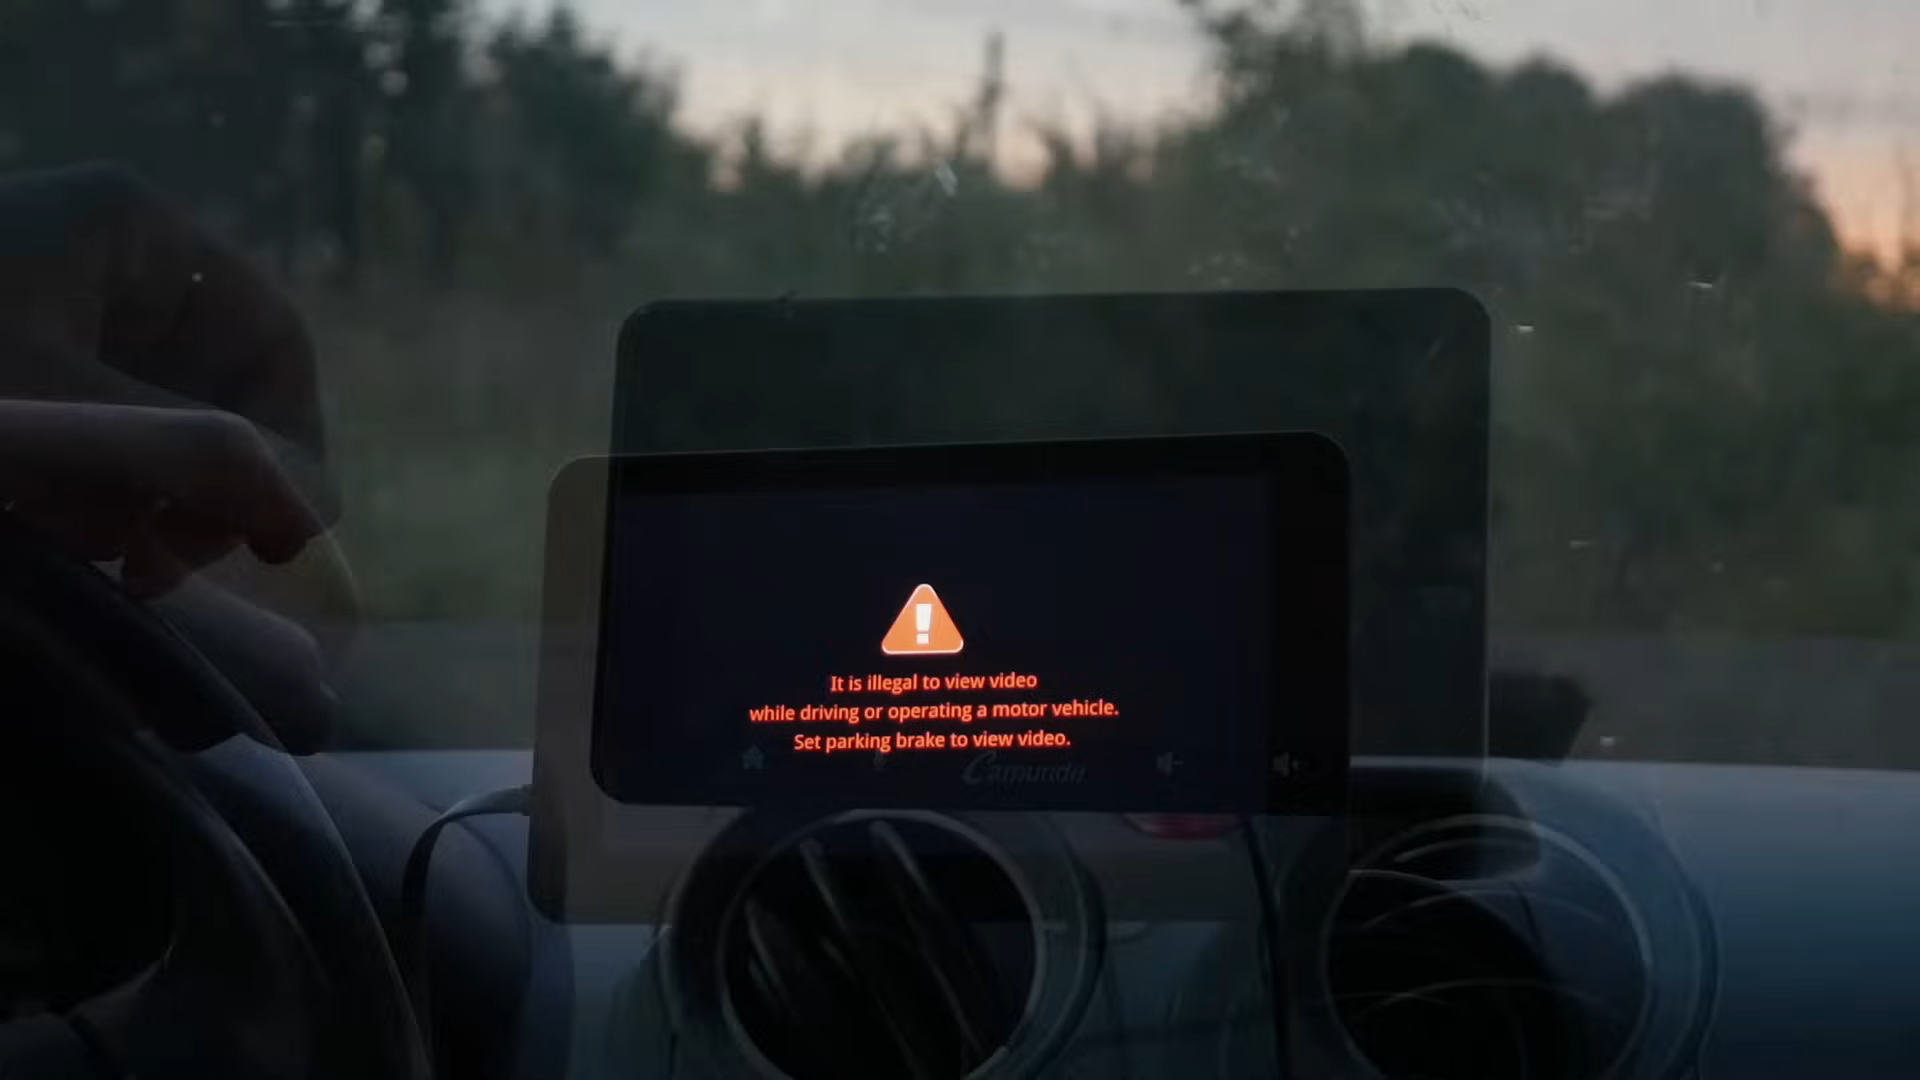 It is illegal to view video
while driving or operating a motor vehicle.
Set parking brake to view video.